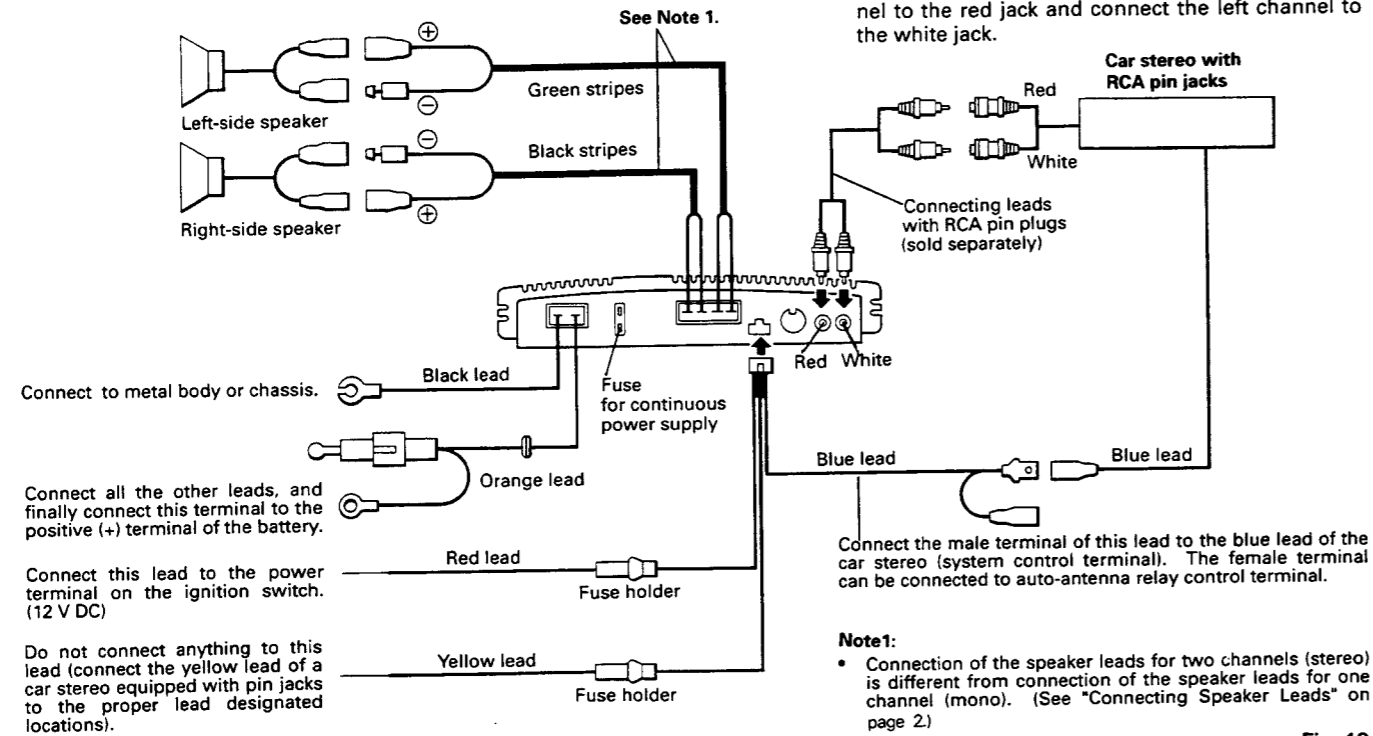 nel to the red jack and connect the left channel to
the white jack.
See Note 1.
Car stereo with
RCA pin jacks
⊕
⊖
Green stripes
Left-side speaker
⊖
Black stripes
⊕
Right-side speaker
Red
White
Connecting leads
with RCA pin plugs
(sold separately)
Red
White
Connect to metal body or chassis.
Black lead
Fuse
for continuous
power supply
Orange lead
Connect all the other leads, and
finally connect this terminal to the
positive (+) terminal of the battery.
Blue lead
Blue lead
Connect the male terminal of this lead to the blue lead of the
car stereo (system control terminal). The female terminal
can be connected to auto-antenna relay control terminal.
Red lead
Fuse holder
Connect this lead to the power
terminal on the ignition switch.
(12 V DC)
Yellow lead
Fuse holder
Do not connect anything to this
lead (connect the yellow lead of a
car stereo equipped with pin jacks
to the proper lead designated
locations).
Note1:
• Connection of the speaker leads for two channels (stereo)
is different from connection of the speaker leads for one
channel (mono). (See "Connecting Speaker Leads" on
page 2.)